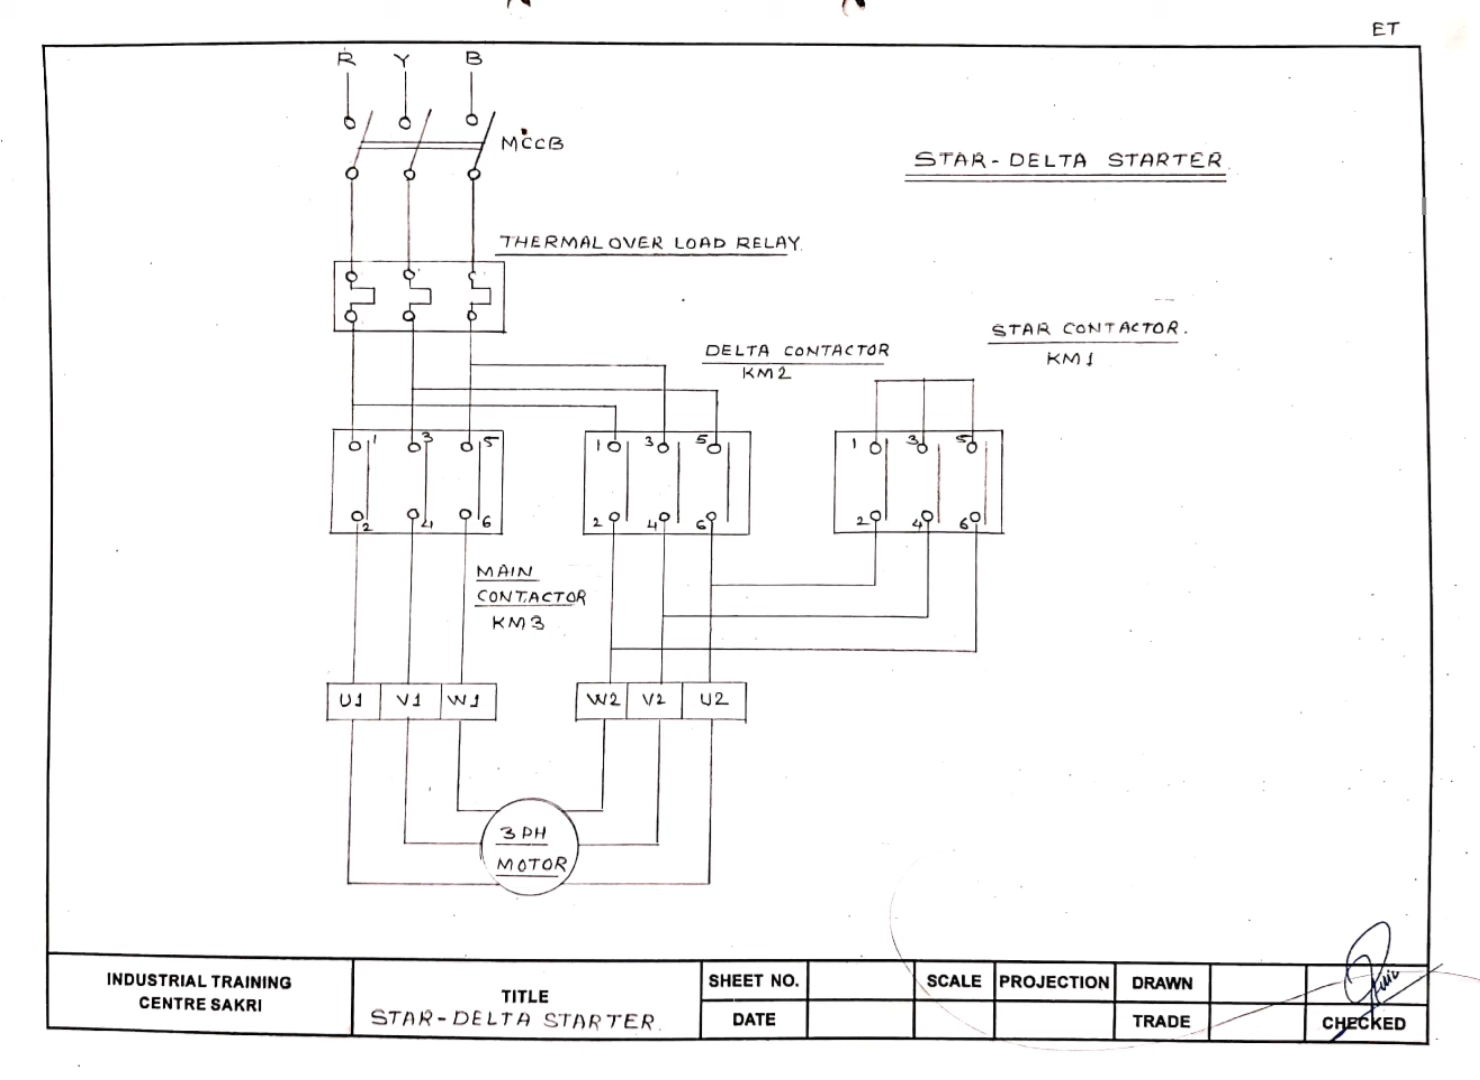 ET
R Y B
MCCB
STAR-DELTA STARTER
THERMAL OVER LOAD RELAY.
STAR CONTACTOR.
KM1
DELTA CONTACTOR
KM2
1 3 5 1 3 5 1 3 5
2 4 6 2 4 6 2 4 6
MAIN
CONTACTOR
KM3
U1 V1 W1 W2 V2 U2
3 PH
MOTOR
INDUSTRIAL TRAINING
CENTRE SAKRI
TITLE
STAR-DELTA STARTER.
SHEET NO. SCALE PROJECTION DRAWN
DATE TRADE CHECKED